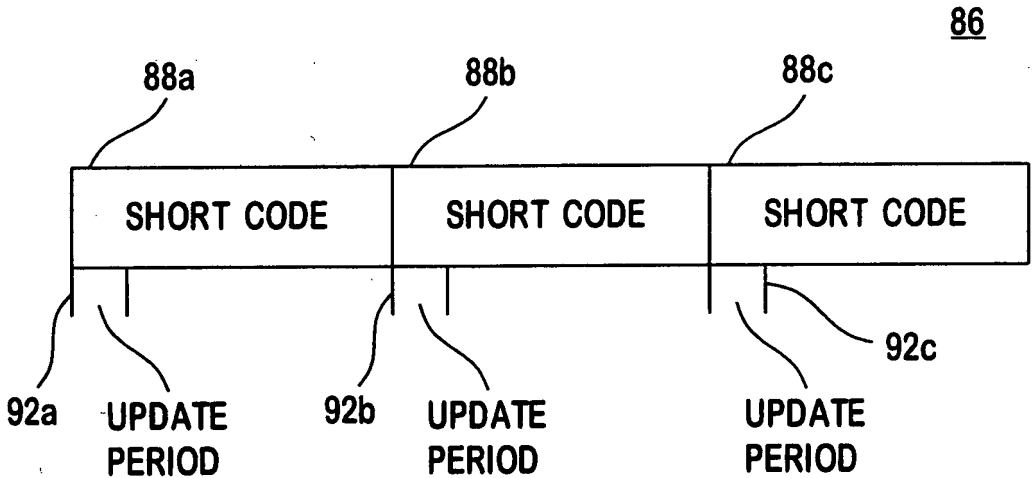 86
88a
88b
88c
SHORT CODE
SHORT CODE
SHORT CODE
92a
UPDATE
PERIOD
92b
UPDATE
PERIOD
UPDATE
PERIOD
92c